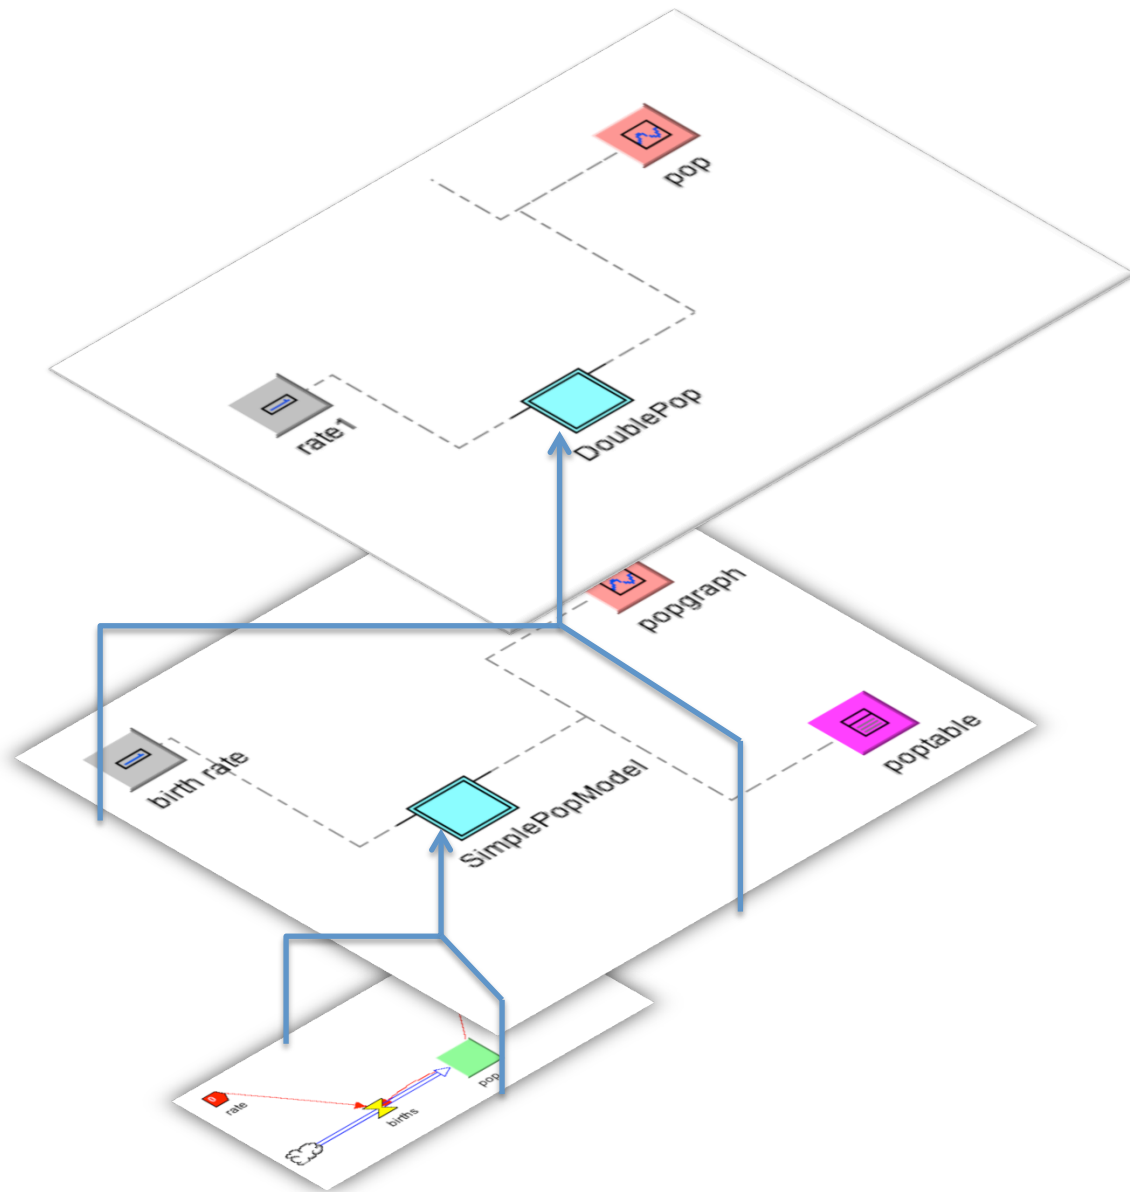 pop
rate1
DoublePop
popgraph
birth rate
poptable
SimplePopModel
pop
rate
births